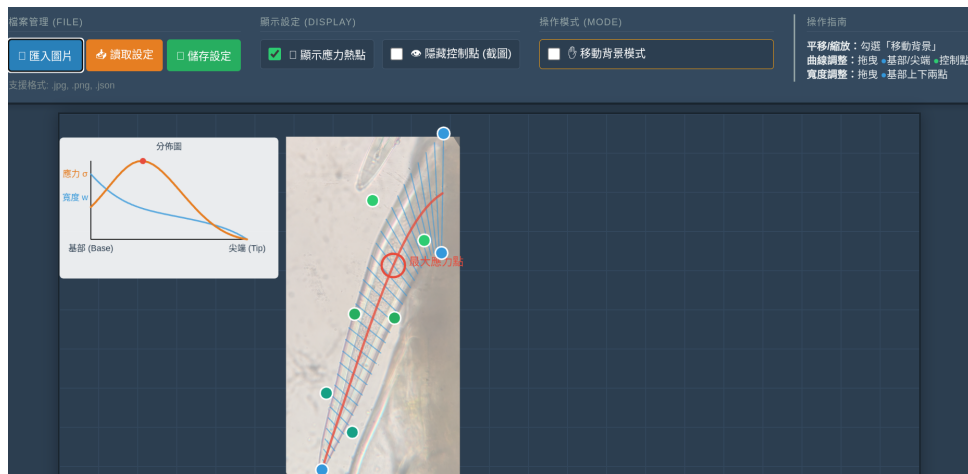 檔案管理 (FILE)
匯入圖片
讀取設定
儲存設定
支援格式: .jpg, .png, .json
顯示設定 (DISPLAY)
顯示應力熱點
隱藏控制點 (截圖)
操作模式 (MODE)
移動背景模式
操作指南
平移/縮放：勾選「移動背景」
曲線調整：拖曳 基部/尖端 控制點
寬度調整：拖曳 基部上下兩點
分佈圖
應力 σ
寬度 w
基部 (Base)
尖端 (Tip)
最大應力點